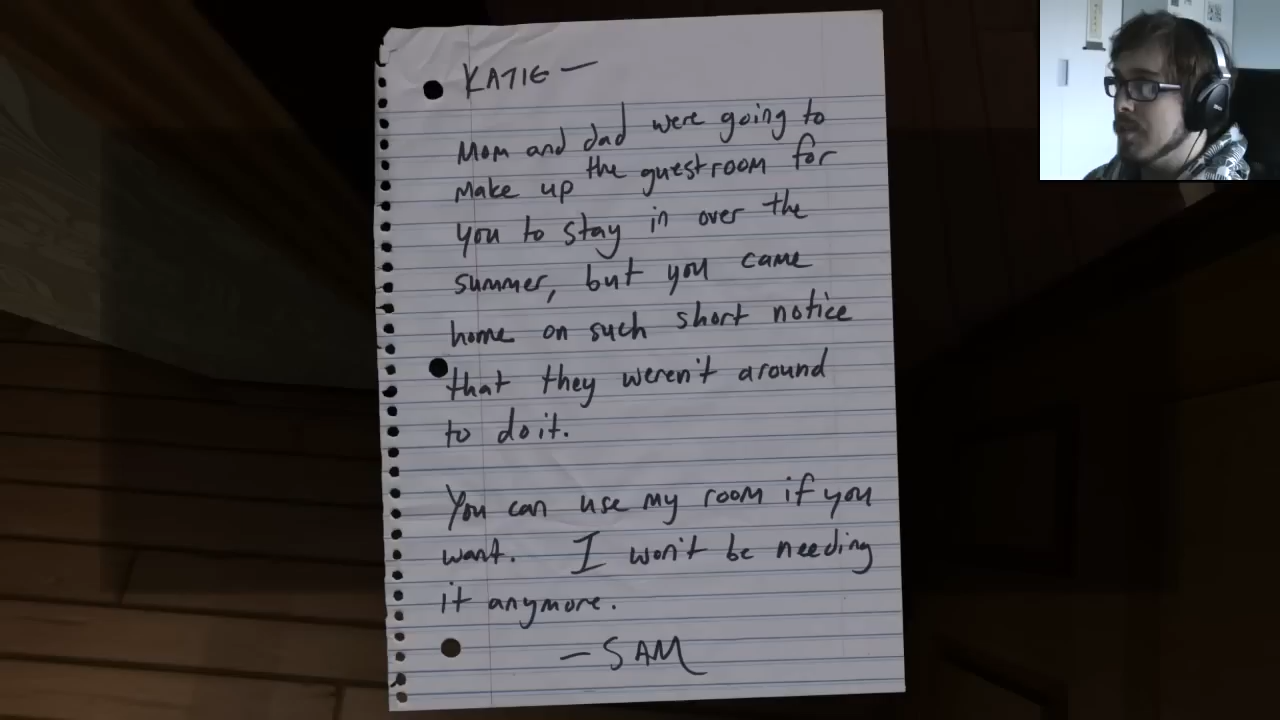 KATIE —
Mom and dad were going to
make up the guestroom for
you to stay in over the
summer, but you came
home on such short notice
that they weren't around
to do it.
You can use my room if you
want. I won't be needing
it anymore.
— SAM